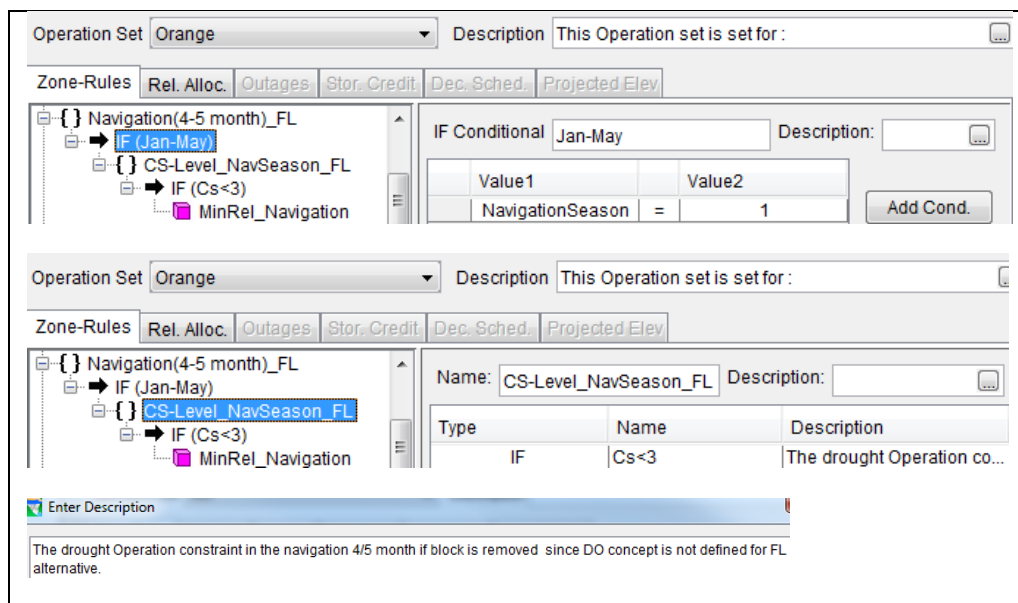 Operation Set Orange Description This Operation set is set for : ...
Zone-Rules Rel. Alloc. Outages Stor. Credit Dec. Sched. Projected Elev
{ } Navigation(4-5 month)_FL
IF (Jan-May)
{ } CS-Level_NavSeason_FL
IF (Cs<3)
MinRel_Navigation
IF Conditional Jan-May Description: ...
Value1 Value2
NavigationSeason = 1 Add Cond.
Operation Set Orange Description This Operation set is set for :
Zone-Rules Rel. Alloc. Outages Stor. Credit Dec. Sched. Projected Elev
{ } Navigation(4-5 month)_FL
IF (Jan-May)
{ } CS-Level_NavSeason_FL
IF (Cs<3)
MinRel_Navigation
Name: CS-Level_NavSeason_FL Description: ...
Type Name Description
IF Cs<3 The drought Operation co...
Enter Description
The drought Operation constraint in the navigation 4/5 month if block is removed since DO concept is not defined for FL
alternative.